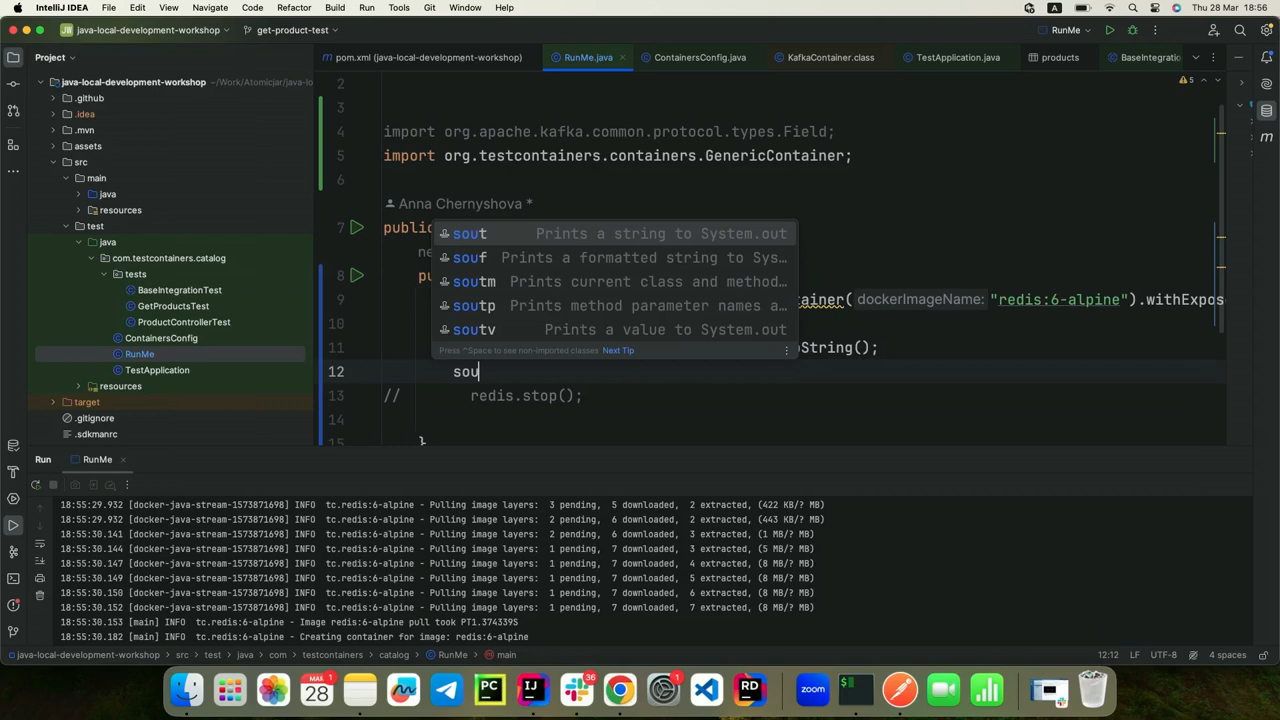 IntelliJ IDEA File Edit View Navigate Code Refactor Build Run Tools Git Window Help A Thu 28 Mar 18:56
JW java-local-development-workshop get-product-test RunMe
Project
pom.xml (java-local-development-workshop) RunMe.java ContainersConfig.java KafkaContainer.class TestApplication.java products BaseIntegratio
java-local-development-workshop ~/Work/Atomicjar/java-lo
.github
.idea
.mvn
assets
src
main
java
resources
test
java
com.testcontainers.catalog
tests
BaseIntegrationTest
GetProductsTest
ProductControllerTest
ContainersConfig
RunMe
TestApplication
resources
target
.gitignore
.sdkmanrc
5
2
3
4 import org.apache.kafka.common.protocol.types.Field;
5 import org.testcontainers.containers.GenericContainer;
6
Anna Chernyshova *
7 public
ne
8 pu
9 ontainer( dockerImageName: "redis:6-alpine").withExpos
10
11 String();
12 sou
13 // redis.stop();
14
15 }
sout Prints a string to System.out
souf Prints a formatted string to Sys…
soutm Prints current class and method…
soutp Prints method parameter names a…
soutv Prints a value to System.out
Press ^Space to see non-imported classes Next Tip
Run RunMe
18:55:29.932 [docker-java-stream-1573871698] INFO tc.redis:6-alpine - Pulling image layers: 3 pending, 5 downloaded, 2 extracted, (422 KB/? MB)
18:55:29.932 [docker-java-stream-1573871698] INFO tc.redis:6-alpine - Pulling image layers: 2 pending, 6 downloaded, 2 extracted, (443 KB/? MB)
18:55:30.141 [docker-java-stream-1573871698] INFO tc.redis:6-alpine - Pulling image layers: 2 pending, 6 downloaded, 3 extracted, (1 MB/? MB)
18:55:30.144 [docker-java-stream-1573871698] INFO tc.redis:6-alpine - Pulling image layers: 1 pending, 7 downloaded, 3 extracted, (5 MB/? MB)
18:55:30.147 [docker-java-stream-1573871698] INFO tc.redis:6-alpine - Pulling image layers: 1 pending, 7 downloaded, 4 extracted, (8 MB/? MB)
18:55:30.149 [docker-java-stream-1573871698] INFO tc.redis:6-alpine - Pulling image layers: 1 pending, 7 downloaded, 5 extracted, (8 MB/? MB)
18:55:30.150 [docker-java-stream-1573871698] INFO tc.redis:6-alpine - Pulling image layers: 1 pending, 7 downloaded, 6 extracted, (8 MB/? MB)
18:55:30.152 [docker-java-stream-1573871698] INFO tc.redis:6-alpine - Pulling image layers: 1 pending, 7 downloaded, 7 extracted, (8 MB/? MB)
18:55:30.153 [main] INFO tc.redis:6-alpine - Image redis:6-alpine pull took PT1.374339S
18:55:30.182 [main] INFO tc.redis:6-alpine - Creating container for image: redis:6-alpine
java-local-development-workshop src test java com testcontainers catalog RunMe main 12:12 LF UTF-8 4 spaces
28 PC IJ 36 1 RD zoom $